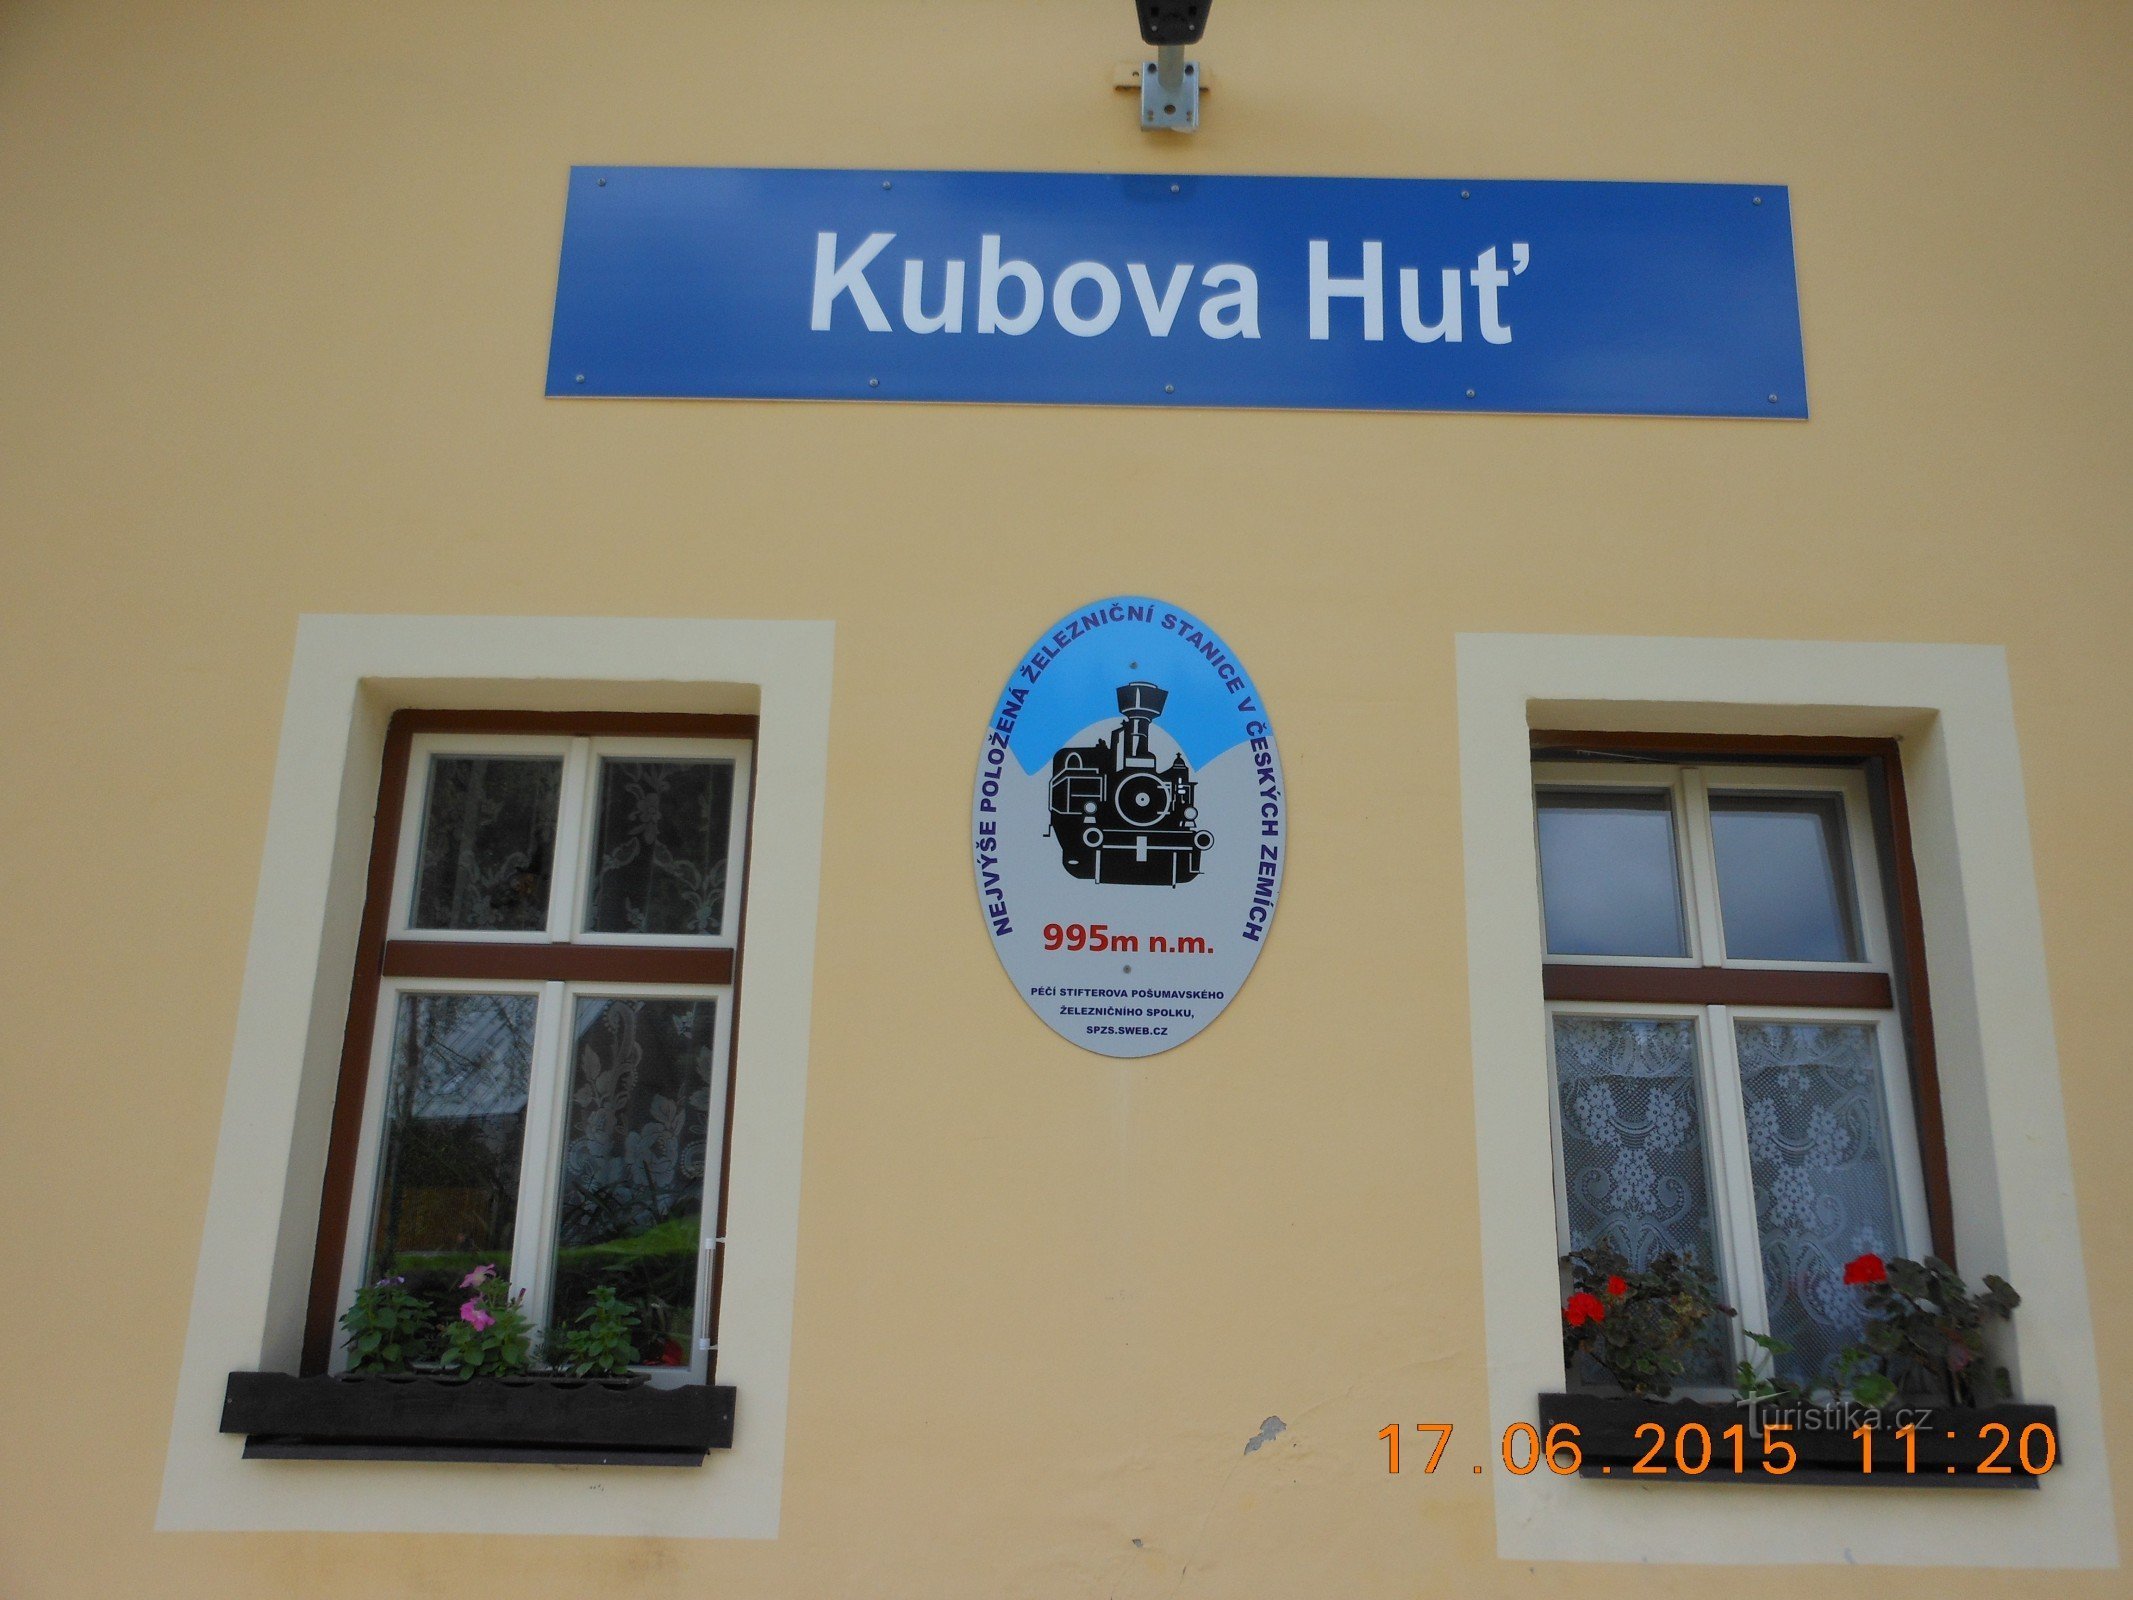 Kubova Huť
NEJVÝŠE POLOŽENÁ ŽELEZNIČNÍ STANICE V ČESKÝCH ZEMÍCH
995m n.m.
PÉČÍ STIFTEROVA POŠUMAVSKÉHO
ŽELEZNIČNÍHO SPOLKU,
SPZS.SWEB.CZ
Turistika.cz
17.06.2015 11:20